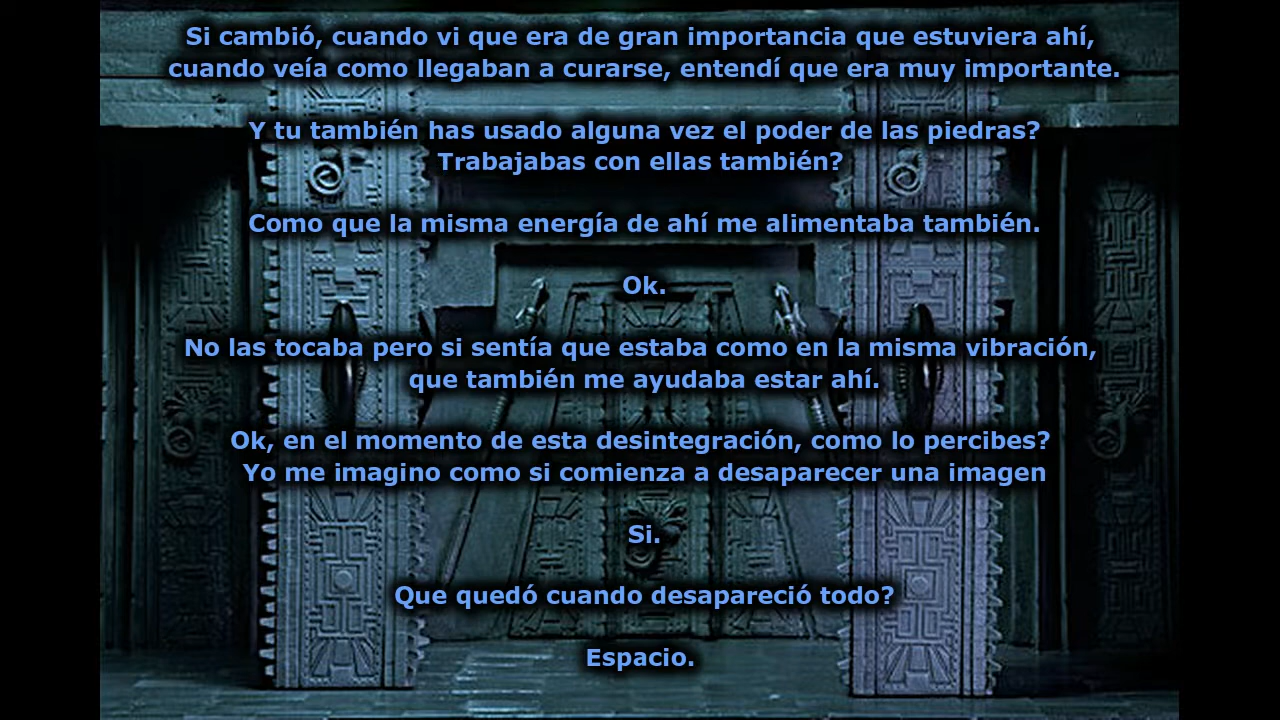 Si cambió, cuando vi que era de gran importancia que estuviera ahí,
cuando veía como llegaban a curarse, entendí que era muy importante.
Y tu también has usado alguna vez el poder de las piedras?
Trabajabas con ellas también?
Como que la misma energía de ahí me alimentaba también.
Ok.
No las tocaba pero si sentía que estaba como en la misma vibración,
que también me ayudaba estar ahí.
Ok, en el momento de esta desintegración, como lo percibes?
Yo me imagino como si comienza a desaparecer una imagen
Si.
Que quedó cuando desapareció todo?
Espacio.